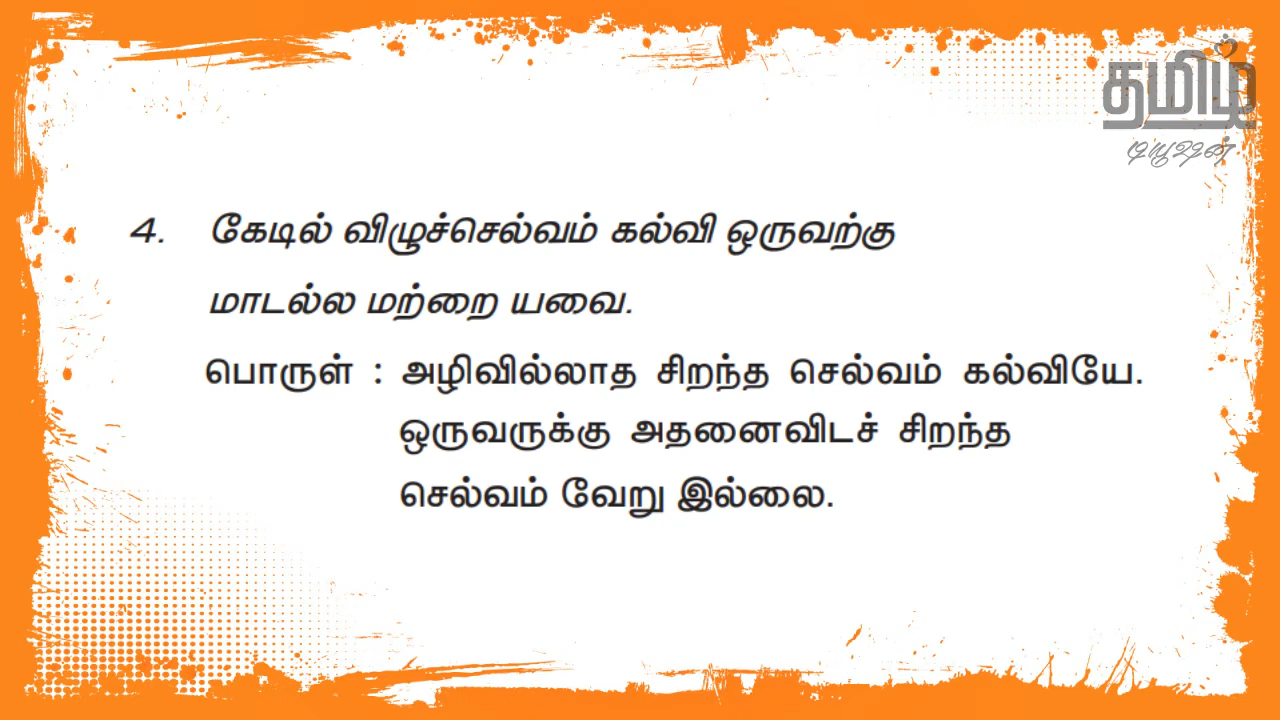 தமிழ்
டியூஷன்
4. கேடில் விழுச்செல்வம் கல்வி ஒருவற்கு
மாடல்ல மற்றை யவை.
பொருள் : அழிவில்லாத சிறந்த செல்வம் கல்வியே.
ஒருவருக்கு அதனைவிடச் சிறந்த
செல்வம் வேறு இல்லை.